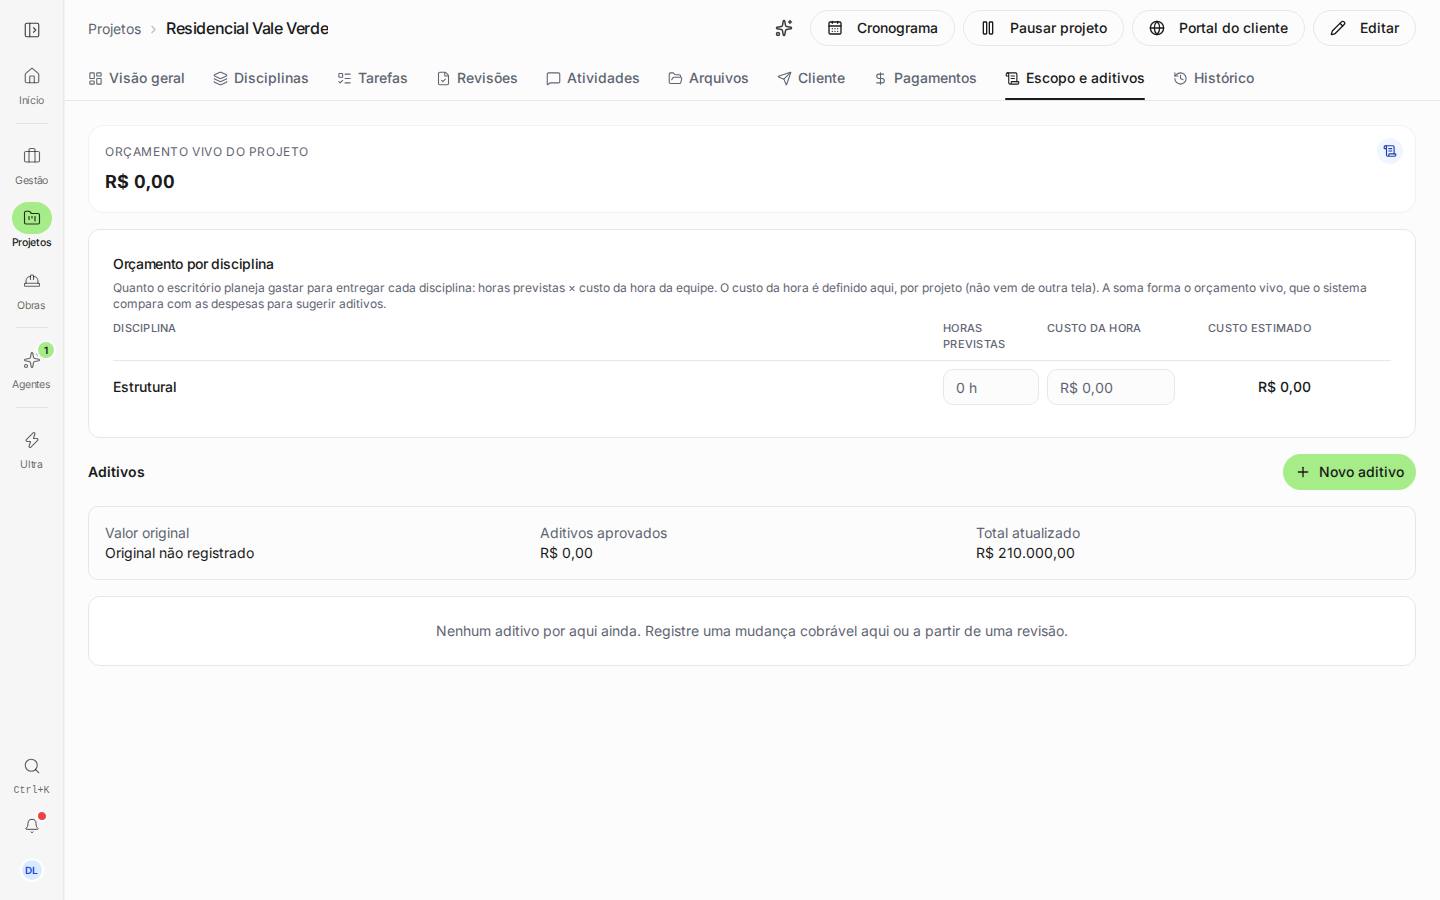 Projetos
Residencial Vale Verde
Cronograma
Pausar projeto
Portal do cliente
Editar
Visão geral
Disciplinas
Tarefas
Revisões
Atividades
Arquivos
Cliente
Pagamentos
Escopo e aditivos
Histórico
Início
Gestão
Projetos
Obras
1
Agentes
Ultra
Ctrl+K
DL
ORÇAMENTO VIVO DO PROJETO
R$ 0,00
Orçamento por disciplina
Quanto o escritório planeja gastar para entregar cada disciplina: horas previstas × custo da hora da equipe. O custo da hora é definido aqui, por projeto (não vem de outra tela). A soma forma o orçamento vivo, que o sistema
compara com as despesas para sugerir aditivos.
DISCIPLINA
HORAS
PREVISTAS
CUSTO DA HORA
CUSTO ESTIMADO
Estrutural
0 h
R$ 0,00
R$ 0,00
Aditivos
Novo aditivo
Valor original
Original não registrado
Aditivos aprovados
R$ 0,00
Total atualizado
R$ 210.000,00
Nenhum aditivo por aqui ainda. Registre uma mudança cobrável aqui ou a partir de uma revisão.